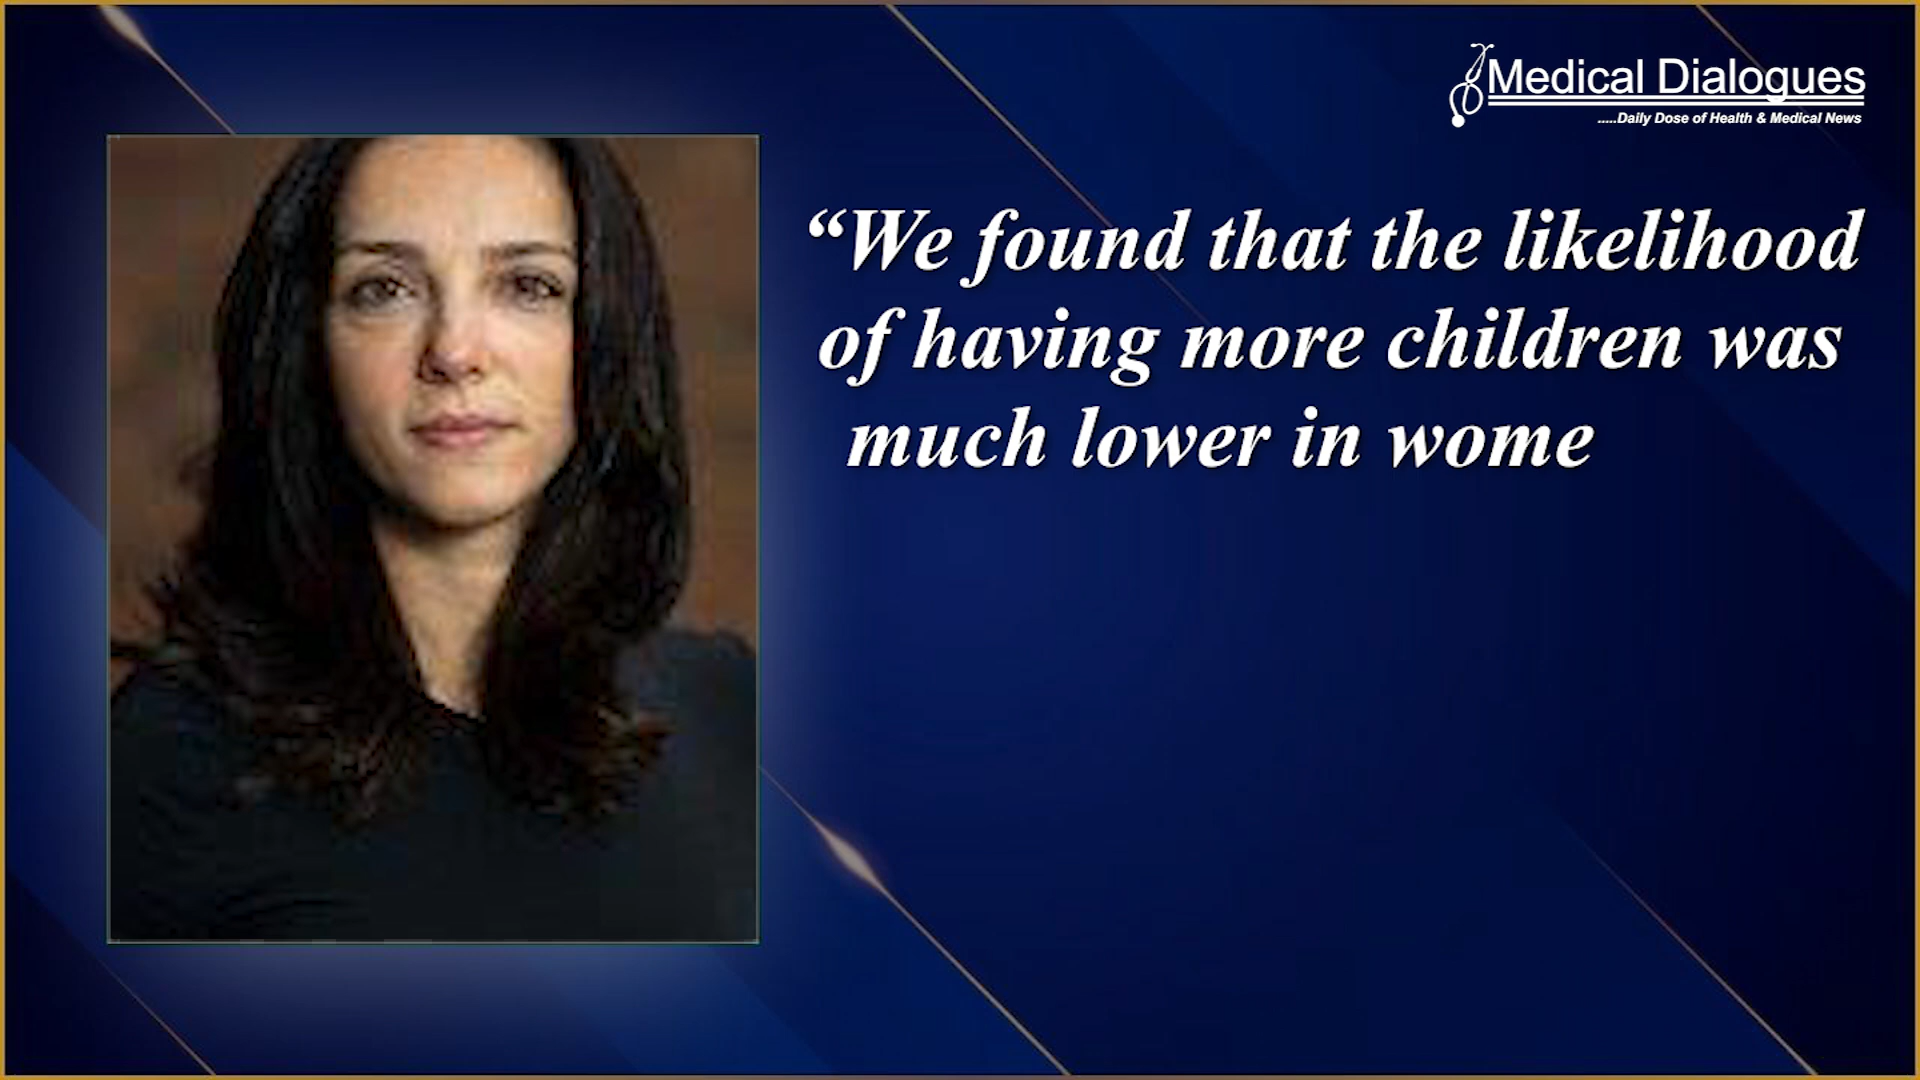 Medical Dialogues
.....Daily Dose of Health & Medical News
“We found that the likelihood
of having more children was
much lower in wome